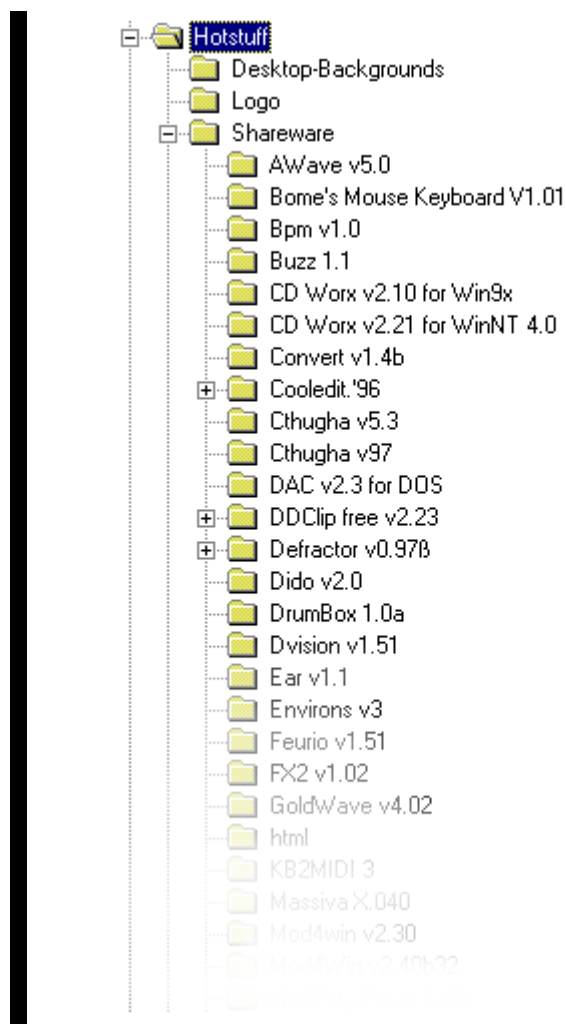 Hotstuff
Desktop-Backgrounds
Logo
Shareware
AWave v5.0
Bome's Mouse Keyboard V1.01
Bpm v1.0
Buzz 1.1
CD Worx v2.10 for Win9x
CD Worx v2.21 for WinNT 4.0
Convert v1.4b
Cooledit.'96
Cthugha v5.3
Cthugha v97
DAC v2.3 for DOS
DDClip free v2.23
Defractor v0.97ß
Dido v2.0
DrumBox 1.0a
Dvision v1.51
Ear v1.1
Environs v3
Feurio v1.51
FX2 v1.02
GoldWave v4.02
html
KB2MIDI 3
Massiva X.040
Mod4win v2.30
Mod4Win v2.40b32